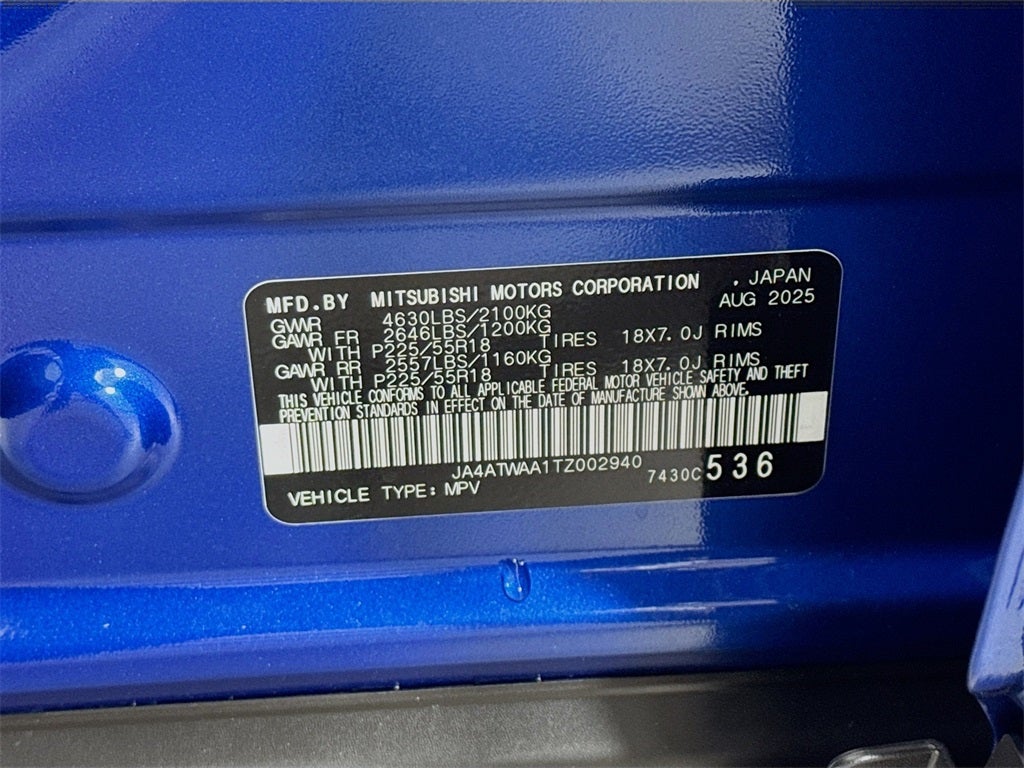 MFD.BY MITSUBISHI MOTORS CORPORATION , JAPAN
GVWR 4630LBS/2100KG AUG 2025
GAWR FR 2646LBS/1200KG
WITH P225/55R18 TIRES 18X7.0J RIMS
GAWR RR 2557LBS/1160KG
WITH P225/55R18 TIRES 18X7.0J RIMS
THIS VEHICLE CONFORMS TO ALL APPLICABLE FEDERAL MOTOR VEHICLE SAFETY AND THEFT
PREVENTION STANDARDS IN EFFECT ON THE DATE OF MANUFACTURE SHOWN ABOVE.
JA4ATWAA1TZ002940 7430C 536
VEHICLE TYPE: MPV